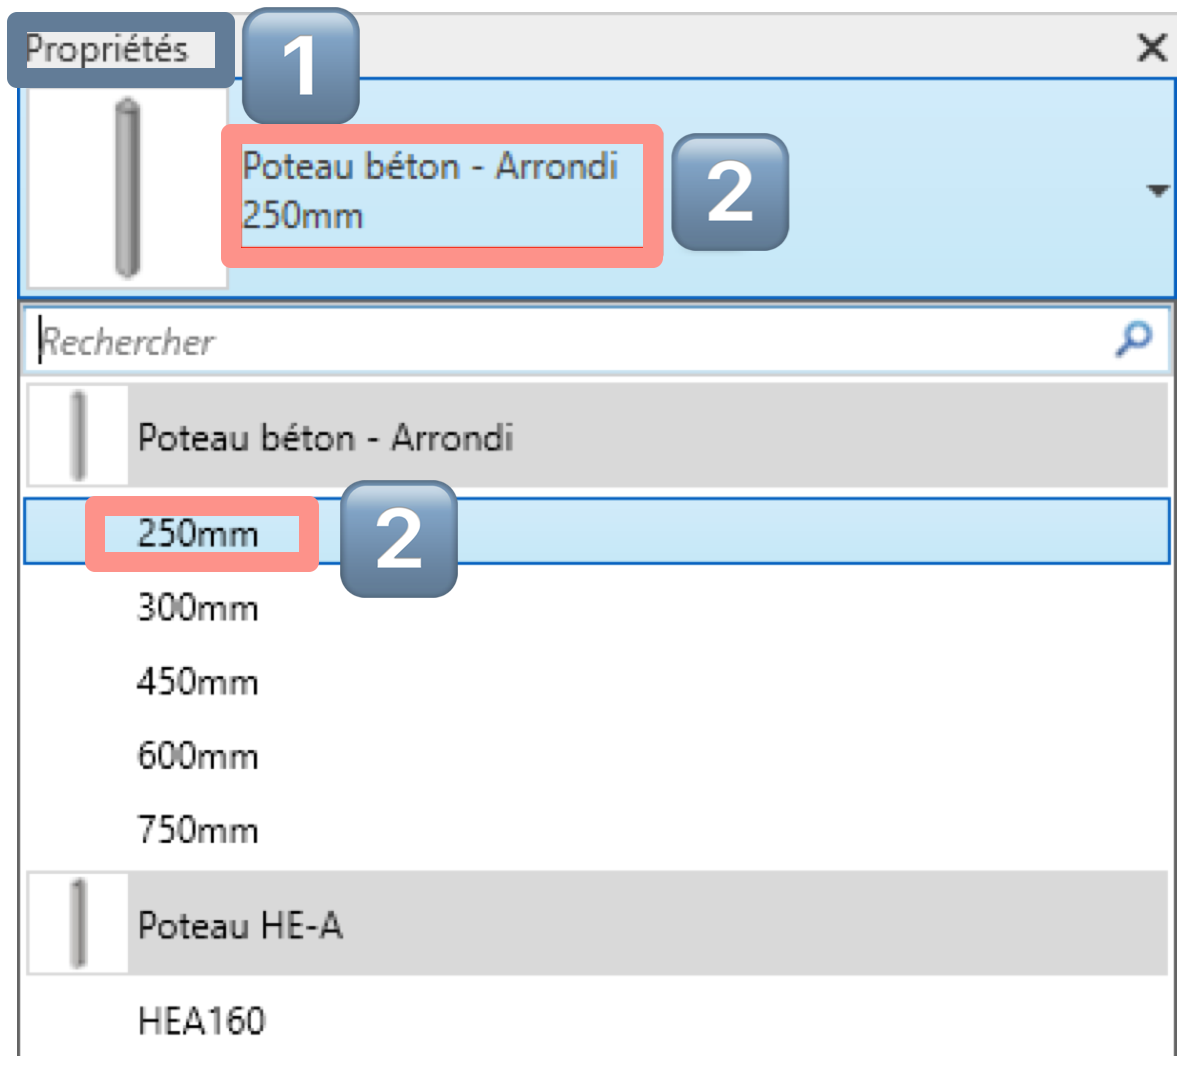 Propriétés
1
Poteau béton - Arrondi
250mm
2
Rechercher
Poteau béton - Arrondi
250mm
2
300mm
450mm
600mm
750mm
Poteau HE-A
HEA160